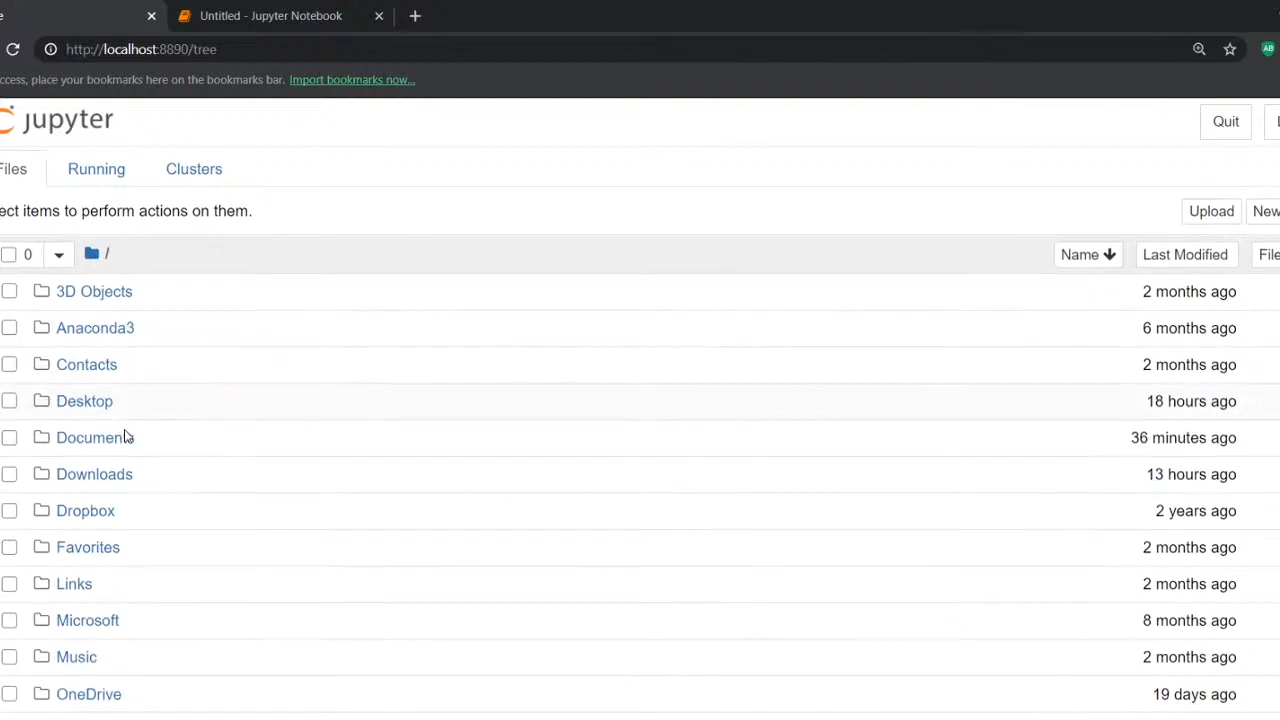 e
Untitled - Jupyter Notebook
http://localhost:8890/tree
AB
ccess, place your bookmarks here on the bookmarks bar. Import bookmarks now...
jupyter
Quit
L
Files Running Clusters
ect items to perform actions on them.
Upload New
0 / Name Last Modified File
3D Objects 2 months ago
Anaconda3 6 months ago
Contacts 2 months ago
Desktop 18 hours ago
Documents 36 minutes ago
Downloads 13 hours ago
Dropbox 2 years ago
Favorites 2 months ago
Links 2 months ago
Microsoft 8 months ago
Music 2 months ago
OneDrive 19 days ago